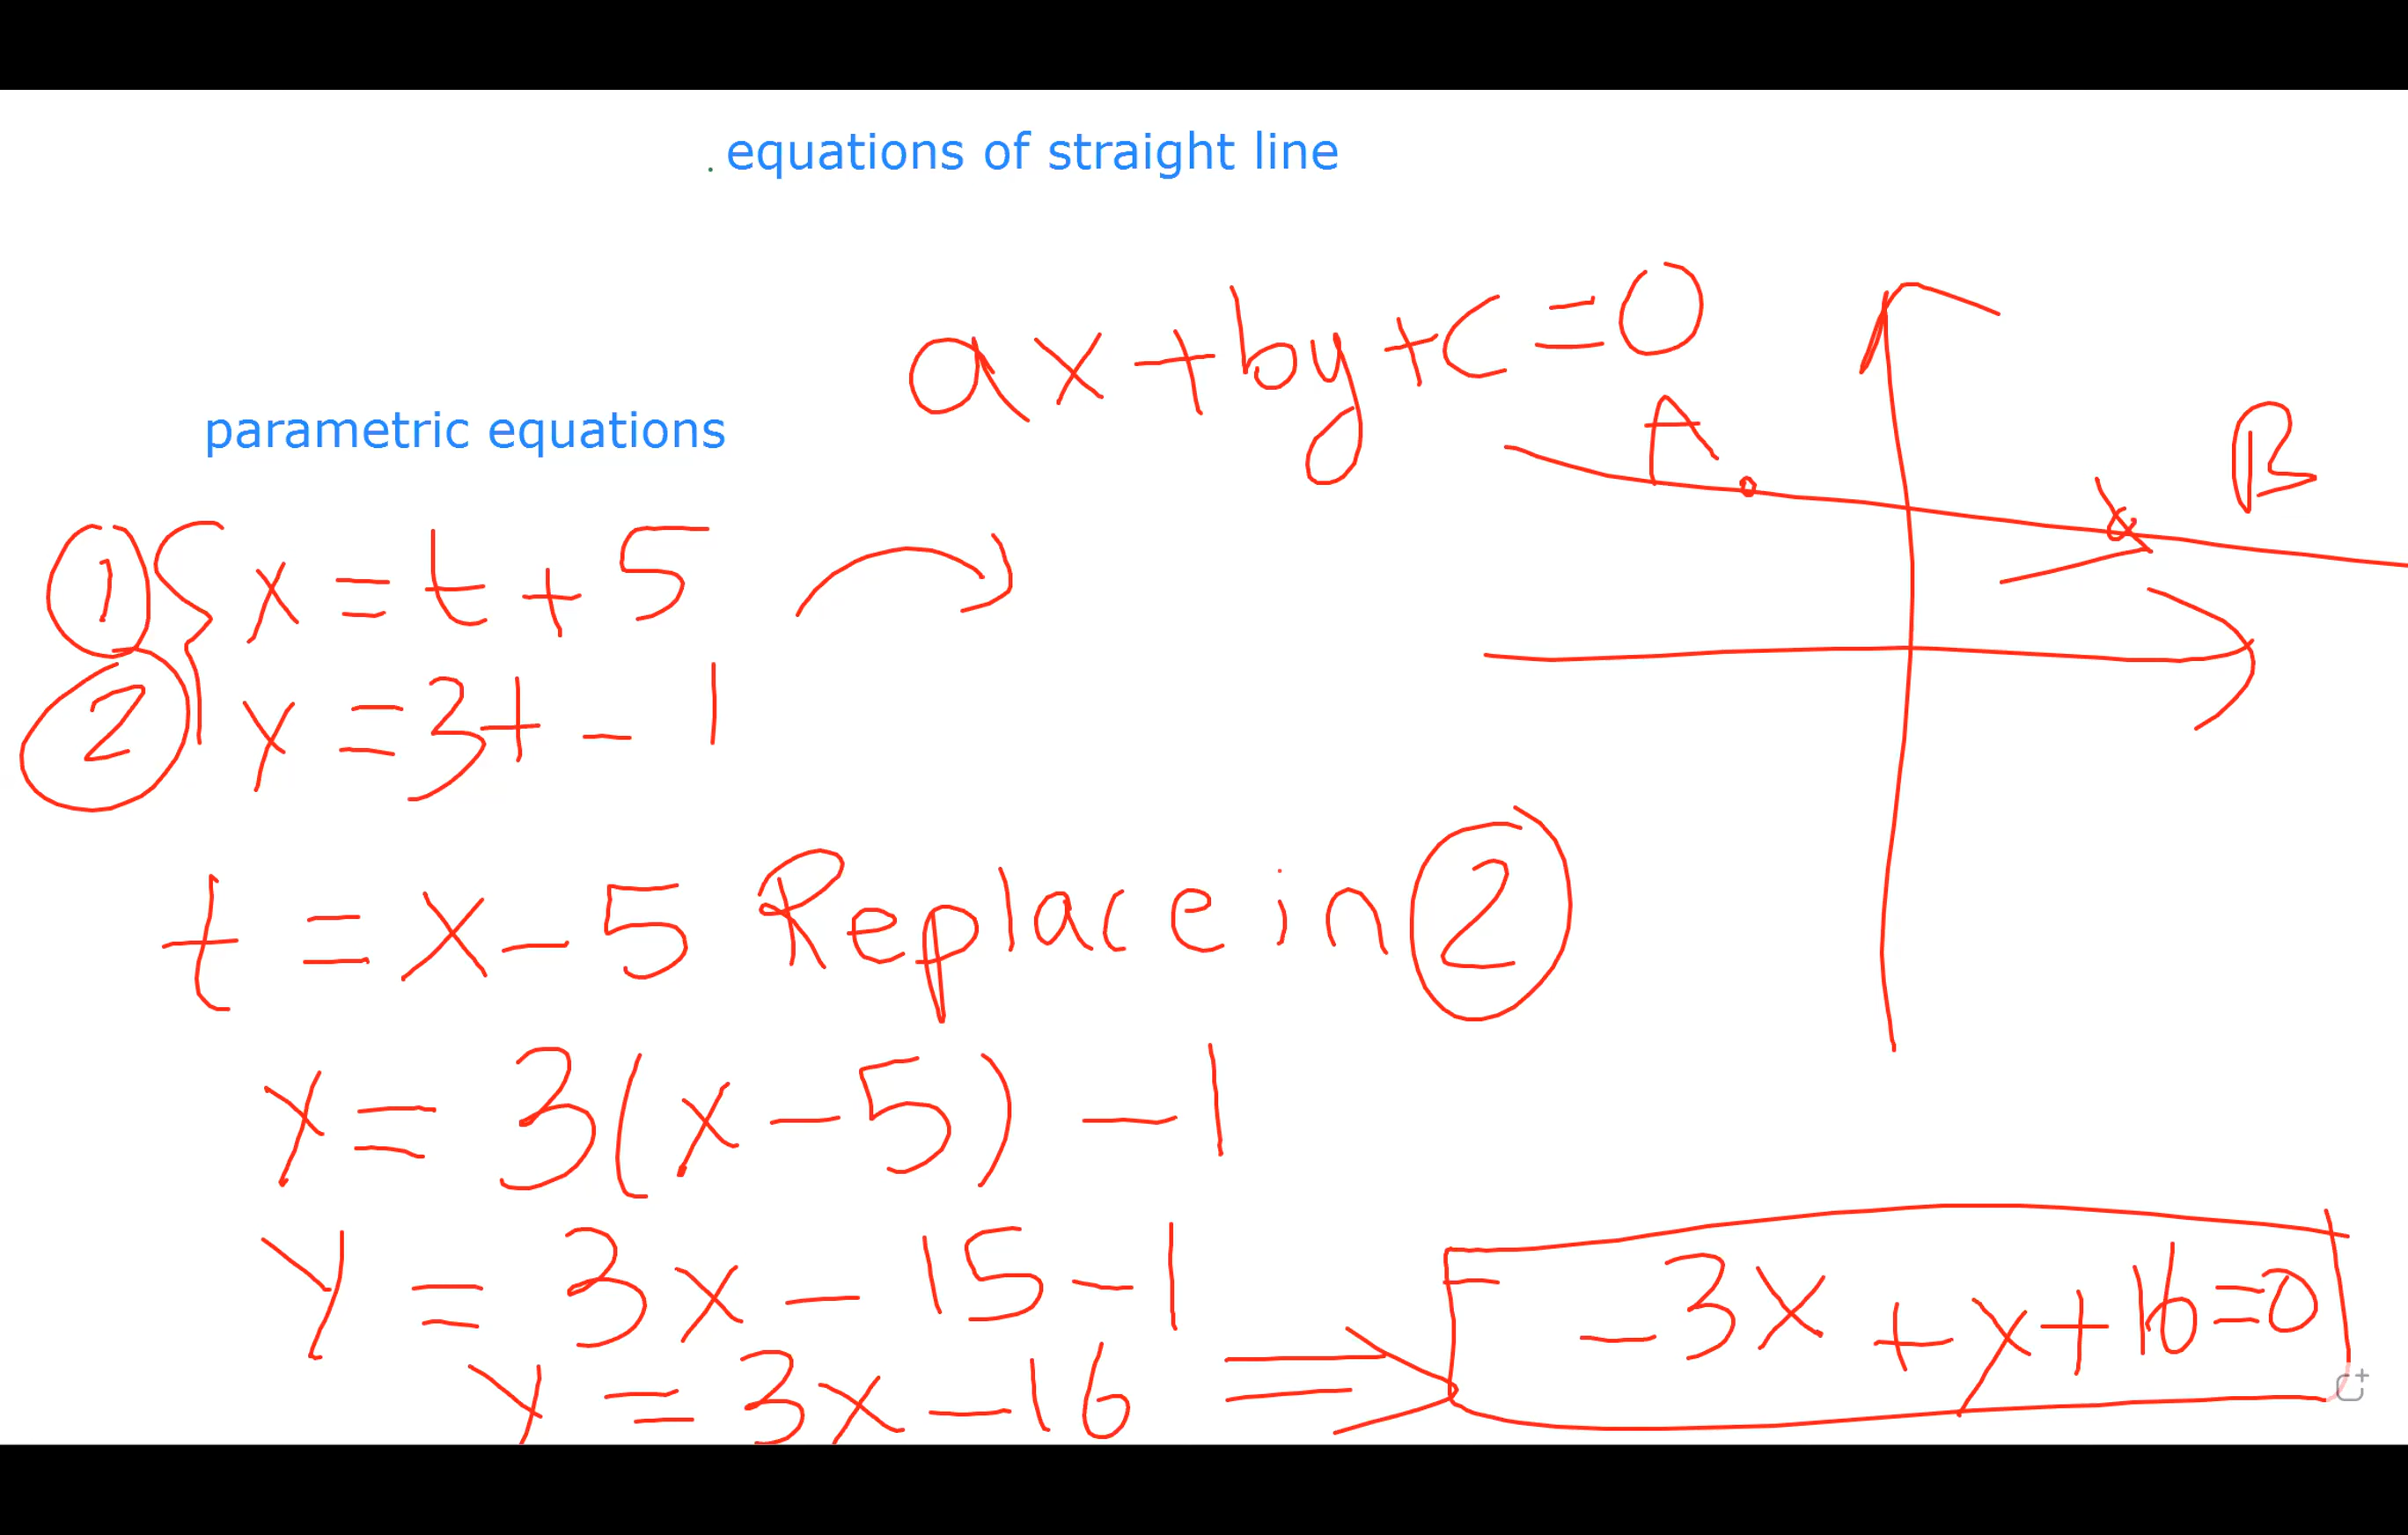 . equations of straight line
ax+by+c=0
parametric equations
A
B
1 x = t + 5
2 y = 3t - 1
t = x - 5 Replace in 2
y = 3(x - 5) - 1
y = 3x - 15 - 1
y = 3x - 16 ⇒ - 3x + y + 16 = 0